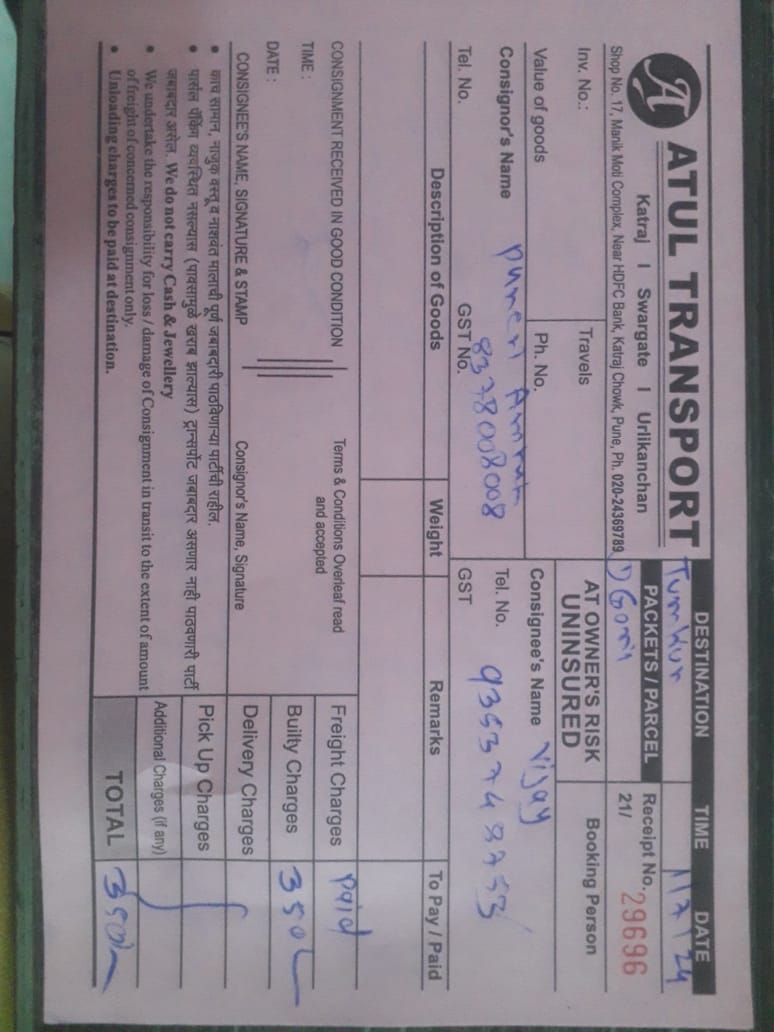 A
ATUL TRANSPORT
Katraj I Swargate I Urlikanchan
Shop No. 17, Manik Moti Complex, Near HDFC Bank, Katraj Chowk, Pune, Ph. 020-24369789
DESTINATION TIME DATE
Tumkur 1/7/24
PACKETS / PARCEL
1) Goni
Receipt No.
21/ 29696
Inv. No.: Travels
AT OWNER'S RISK
UNINSURED
Booking Person
Value of goods Ph. No.
Consignor's Name Puneri
8378008008
Tel. No. GST No.
Consignee's Name Vijay
Tel. No.
GST
Description of Goods Weight Remarks To Pay / Paid
CONSIGNMENT RECEIVED IN GOOD CONDITION
TIME :
DATE :
CONSIGNEE'S NAME, SIGNATURE & STAMP
Terms & Conditions Overleaf read
and accepted
Consignor's Name, Signature
Freight Charges Paid
Builty Charges 350
Delivery Charges
Pick Up Charges
Additional Charges (if any)
TOTAL 350
• काच सामान, नाजुक वस्तू व नाशवंत मालाची पूर्ण जबाबदारी पाठविणाऱ्या पार्टीची राहील.
• पार्सल पॅकिंग व्यवस्थित नसल्यास (पावसामुळे खराब झाल्यास) ट्रान्सपोर्ट जबाबदार असणार नाही पाठवणारी पार्टी
जबाबदार असेल. We do not carry Cash & Jewellery
• We undertake the responsibility for loss / damage of Consignment in transit to the extent of amount
of freight of concerned consignment only.
• Unloading charges to be paid at destination.